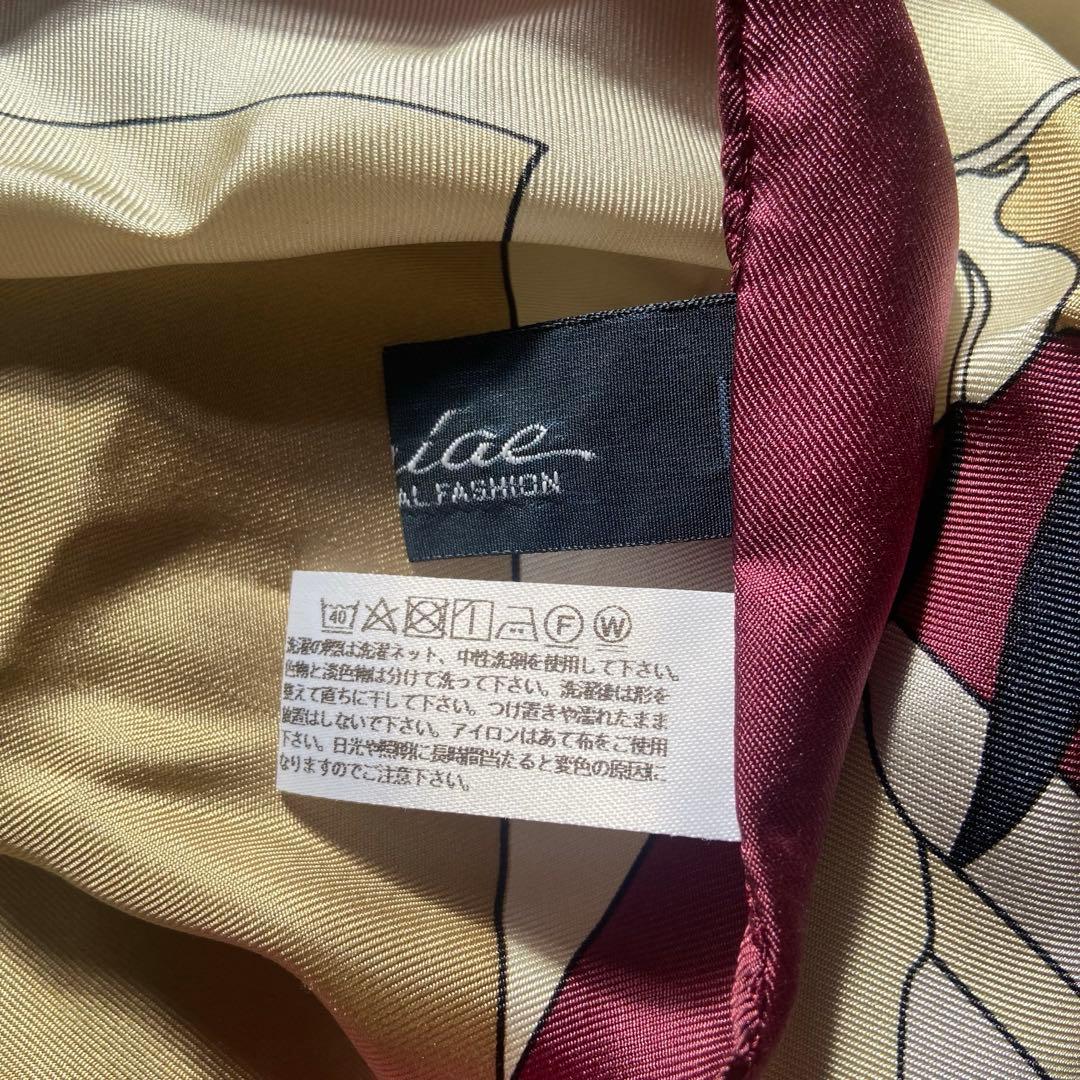 lae
AL FASHION
40 F W
洗濯の際は洗濯ネット、中性洗剤を使用して下さい。
色物と淡色物は分けて洗って下さい。洗濯後は形を
整えて直ちに干して下さい。つけ置きや濡れたまま
放置はしないで下さい。アイロンはあて布をご使用
下さい。日光や照明に長時間当たると変色の原因に
なりますのでご注意下さい。